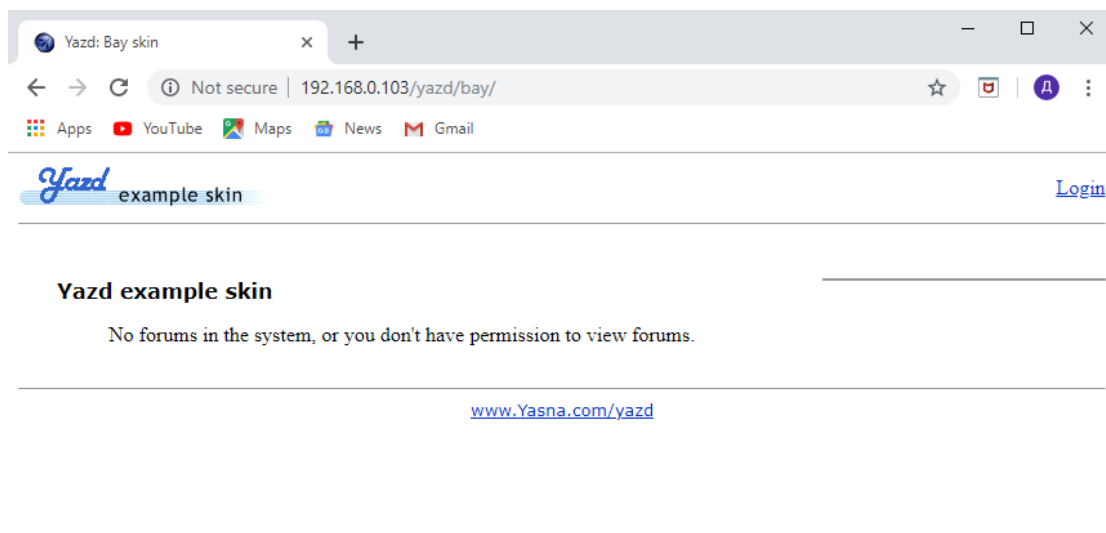 Yazd: Bay skin
Not secure | 192.168.0.103/yazd/bay/
Д
Apps YouTube Maps News Gmail
Yazd example skin
Login
Yazd example skin
No forums in the system, or you don't have permission to view forums.
www.Yasna.com/yazd